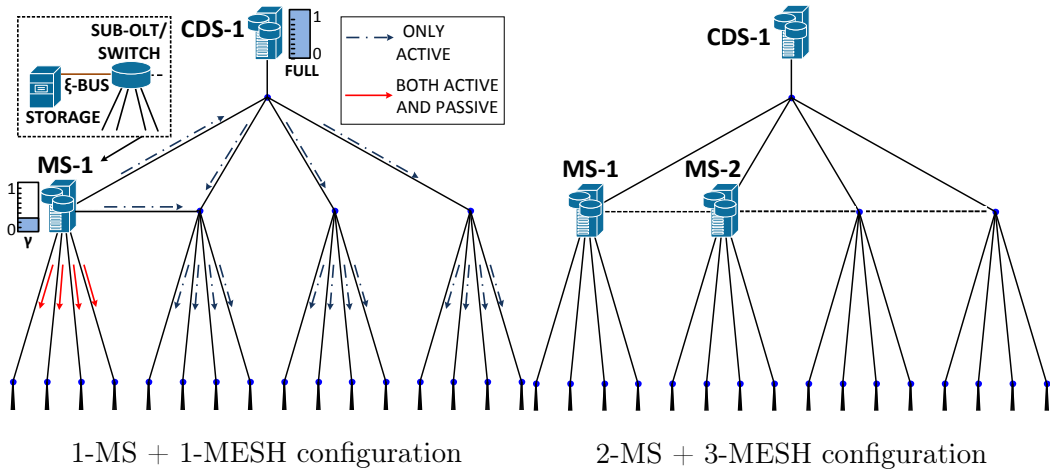 SUB-OLT/
SWITCH
ξ-BUS
STORAGE
CDS-1
1
0
FULL
ONLY
ACTIVE
BOTH ACTIVE
AND PASSIVE
MS-1
1
0
γ
1-MS + 1-MESH configuration
CDS-1
MS-1
MS-2
2-MS + 3-MESH configuration